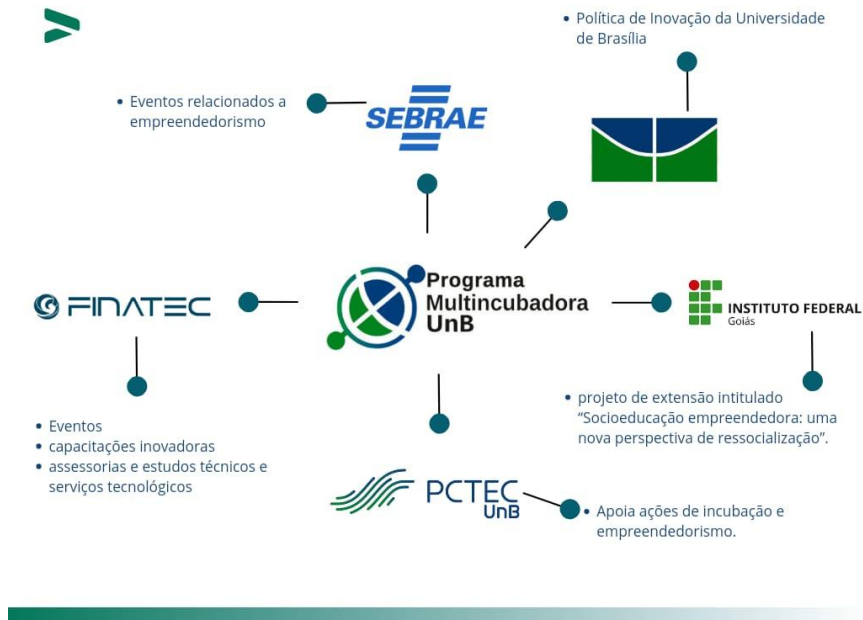 • Política de Inovação da Universidade
de Brasília
• Eventos relacionados a
empreendedorismo
SEBRAE
Programa
Multincubadora
UnB
FINATEC
INSTITUTO FEDERAL
Goiás
• Eventos
• capacitações inovadoras
• assessorias e estudos técnicos e
serviços tecnológicos
• projeto de extensão intitulado
“Socioeducação empreendedora: uma
nova perspectiva de ressocialização”.
PCTEC
UnB
• Apoia ações de incubação e
empreendedorismo.